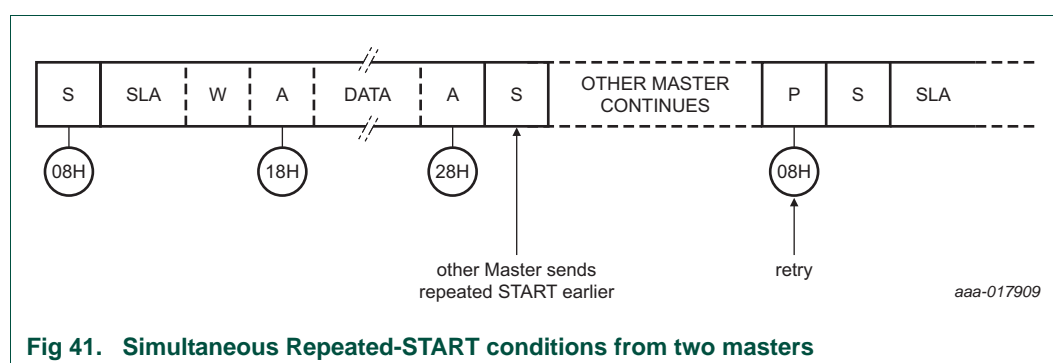 S SLA W A DATA A S OTHER MASTER CONTINUES P S SLA
08H 18H 28H 08H
other Master sends
repeated START earlier
retry
aaa-017909
Fig 41. Simultaneous Repeated-START conditions from two masters